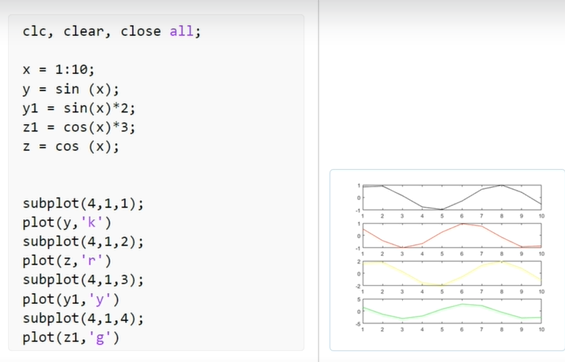 clc, clear, close all;
x = 1:10;
y = sin (x);
y1 = sin(x)*2;
z1 = cos(x)*3;
z = cos (x);
subplot(4,1,1);
plot(y,'k')
subplot(4,1,2);
plot(z,'r')
subplot(4,1,3);
plot(y1,'y')
subplot(4,1,4);
plot(z1,'g')
1
0
-1
1 2 3 4 5 6 7 8 9 10
1
0
-1
1 2 3 4 5 6 7 8 9 10
2
0
-2
1 2 3 4 5 6 7 8 9 10
5
0
-5
1 2 3 4 5 6 7 8 9 10